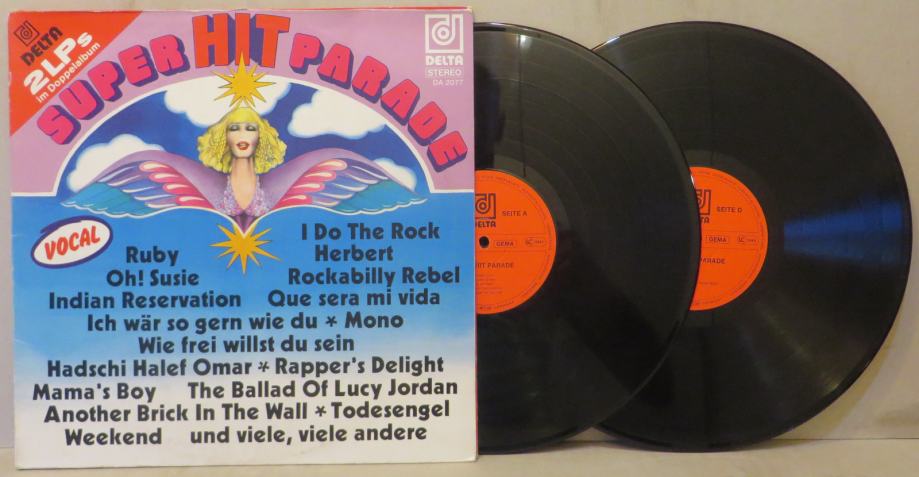 DELTA
2LPs
im Doppelalbum
SUPER HIT PARADE
DELTA
STEREO
DA 2077
VOCAL
I Do The Rock
Ruby Herbert
Oh! Susie Rockabilly Rebel
Indian Reservation Que sera mi vida
Ich wär so gern wie du * Mono
Wie frei willst du sein
Hadschi Halef Omar * Rapper's Delight
Mama's Boy The Ballad Of Lucy Jordan
Another Brick In The Wall * Todesengel
Weekend und viele, viele andere
SEITE A
DELTA
GEMA
HIT PARADE
SEITE D
DELTA
GEMA
PARADE